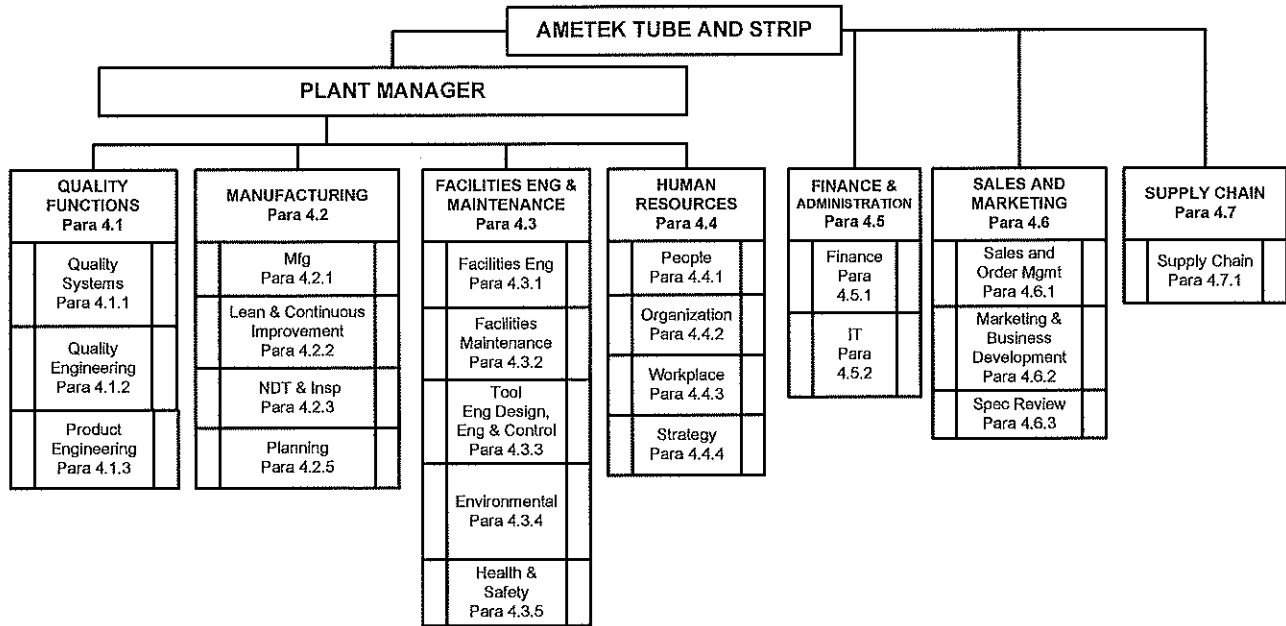 AMETEK TUBE AND STRIP
PLANT MANAGER
QUALITY
FUNCTIONS
Para 4.1
Quality
Systems
Para 4.1.1
Quality
Engineering
Para 4.1.2
Product
Engineering
Para 4.1.3
MANUFACTURING
Para 4.2
Mfg
Para 4.2.1
Lean & Continuous
Improvement
Para 4.2.2
NDT & Insp
Para 4.2.3
Planning
Para 4.2.5
FACILITIES ENG &
MAINTENANCE
Para 4.3
Facilities Eng
Para 4.3.1
Facilities
Maintenance
Para 4.3.2
Tool
Eng Design,
Eng & Control
Para 4.3.3
Environmental
Para 4.3.4
Health &
Safety
Para 4.3.5
HUMAN
RESOURCES
Para 4.4
People
Para 4.4.1
Organization
Para 4.4.2
Workplace
Para 4.4.3
Strategy
Para 4.4.4
FINANCE &
ADMINISTRATION
Para 4.5
Finance
Para
4.5.1
IT
Para
4.5.2
SALES AND
MARKETING
Para 4.6
Sales and
Order Mgmt
Para 4.6.1
Marketing &
Business
Development
Para 4.6.2
Spec Review
Para 4.6.3
SUPPLY CHAIN
Para 4.7
Supply Chain
Para 4.7.1